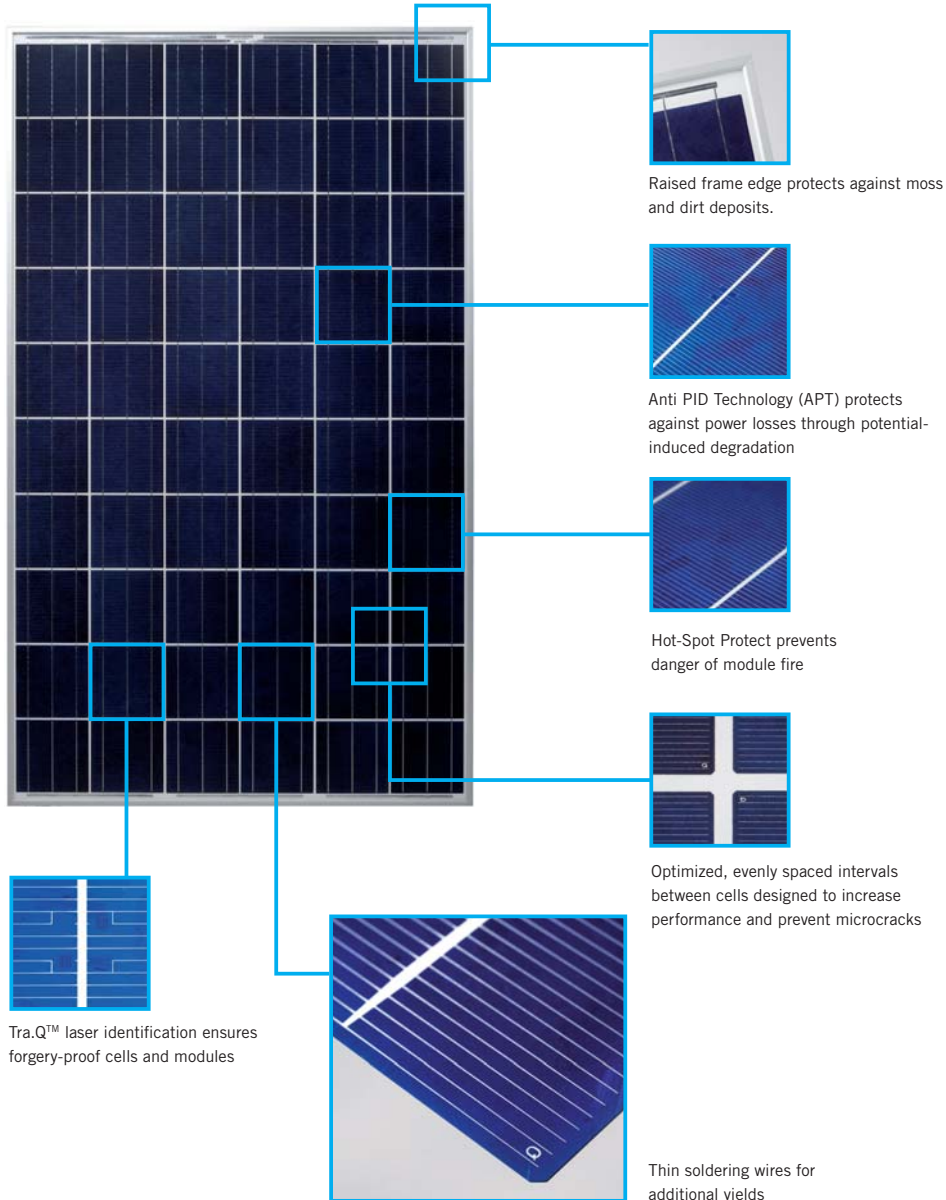 Raised frame edge protects against moss
and dirt deposits.
Anti PID Technology (APT) protects
against power losses through potential-
induced degradation
Hot-Spot Protect prevents
danger of module fire
Optimized, evenly spaced intervals
between cells designed to increase
performance and prevent microcracks
Tra.Q™ laser identification ensures
forgery-proof cells and modules
Q
Thin soldering wires for
additional yields